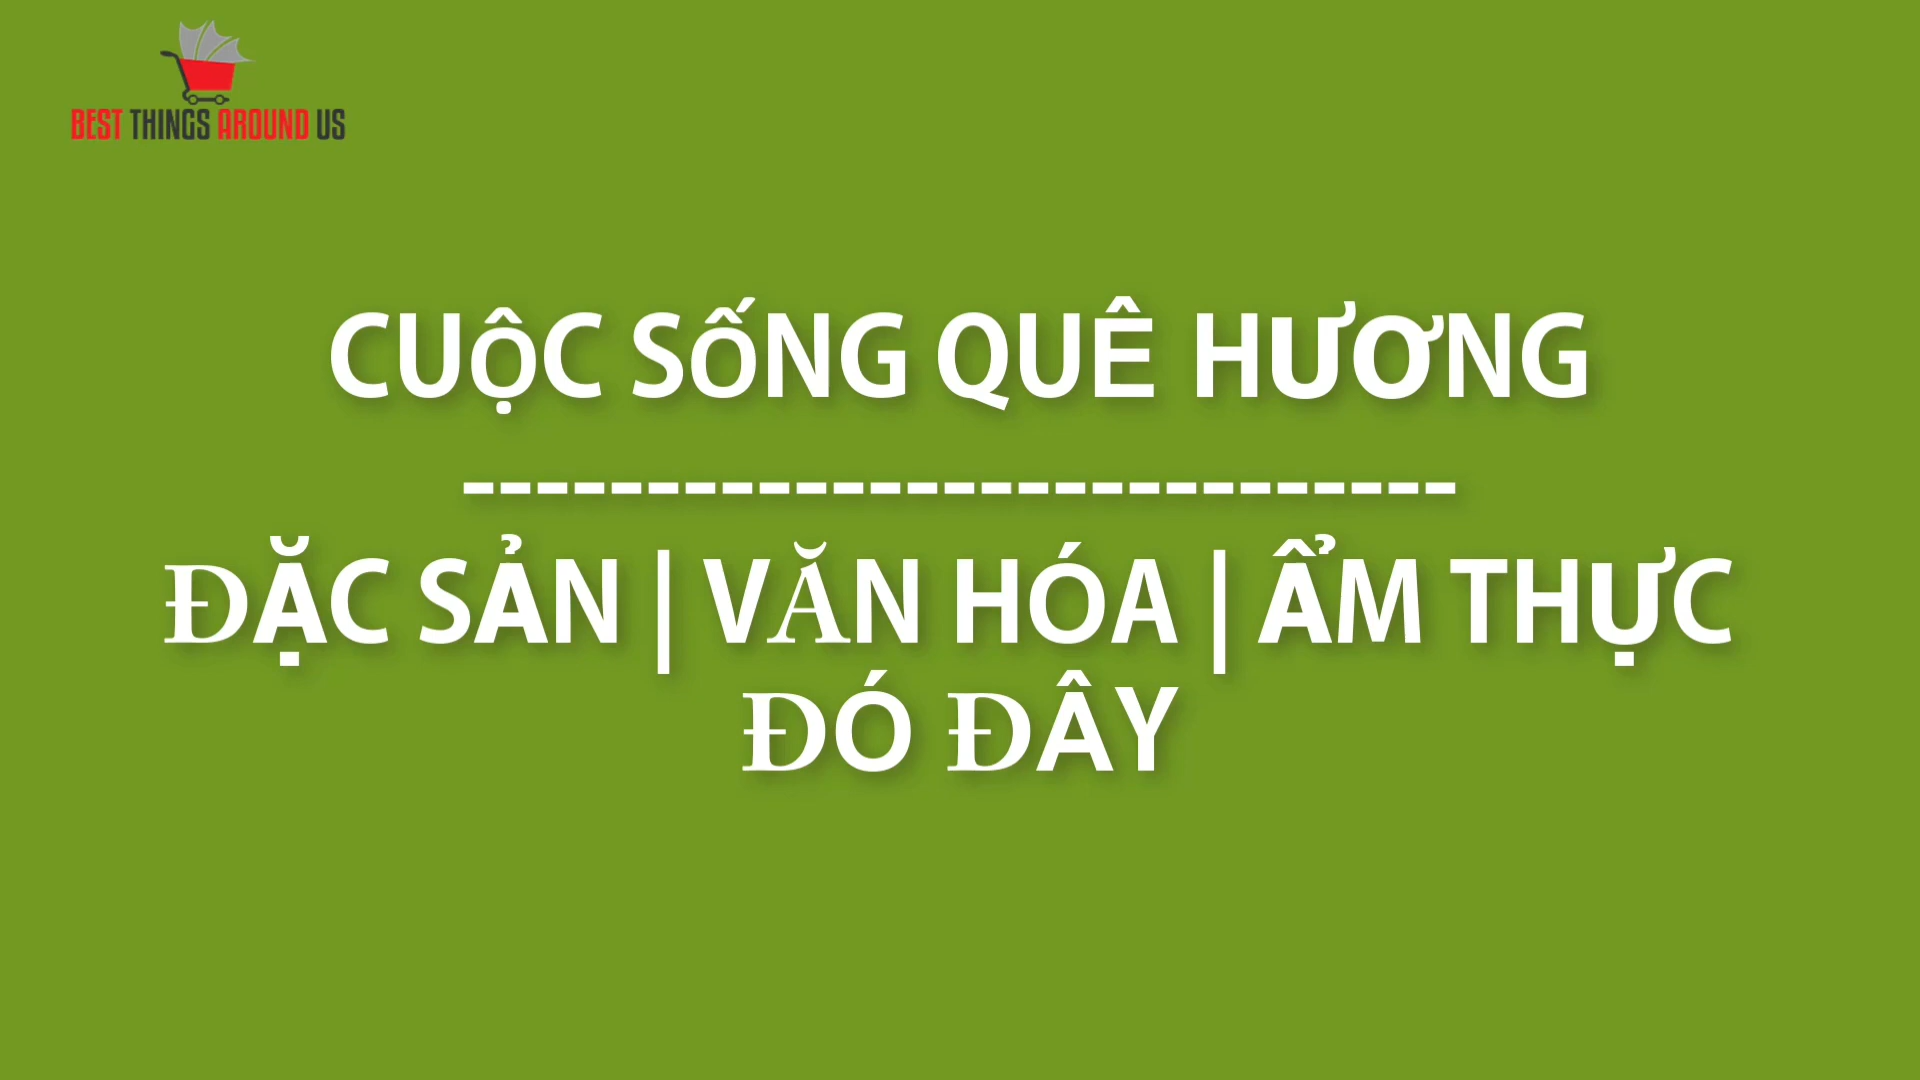 BEST THINGS AROUND US
CUỘC SỐNG QUÊ HƯƠNG
---------------------------
ĐẶC SẢN | VĂN HÓA | ẨM THỰC
ĐÓ ĐÂY